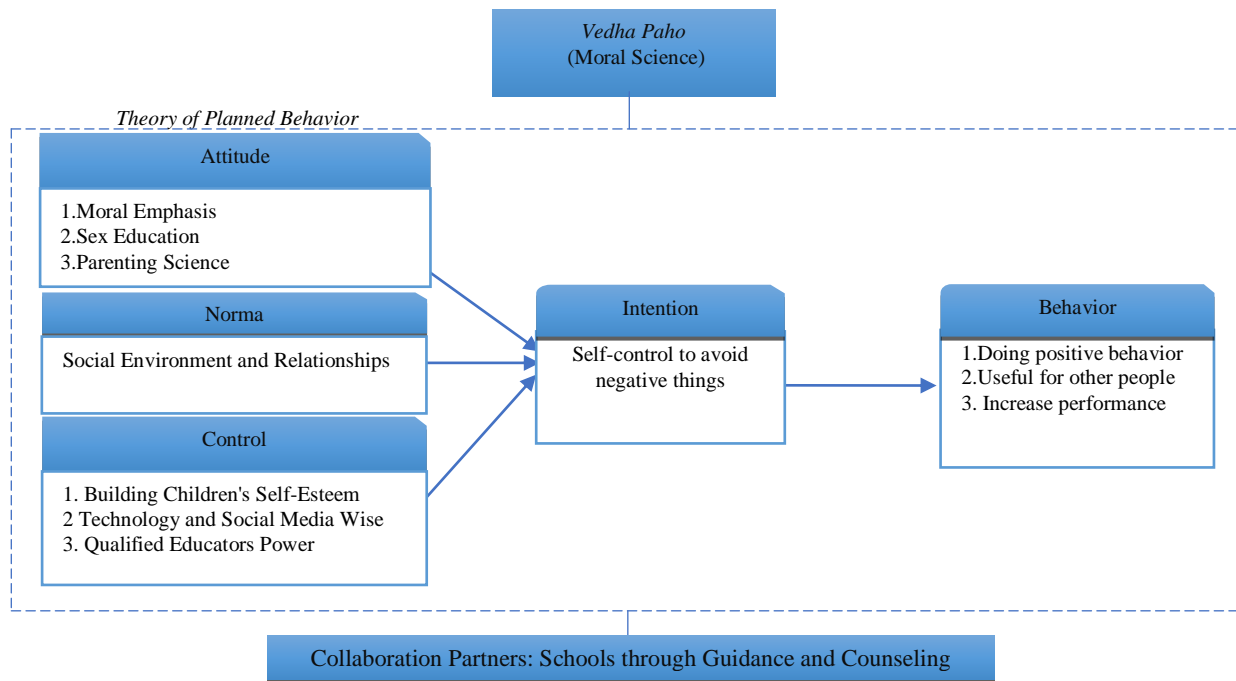 Vedha Paho
(Moral Science)
Theory of Planned Behavior
Attitude
1.Moral Emphasis
2.Sex Education
3.Parenting Science
Norma
Social Environment and Relationships
Control
1. Building Children's Self-Esteem
2 Technology and Social Media Wise
3. Qualified Educators Power
Intention
Self-control to avoid
negative things
Behavior
1.Doing positive behavior
2.Useful for other people
3. Increase performance
Collaboration Partners: Schools through Guidance and Counseling